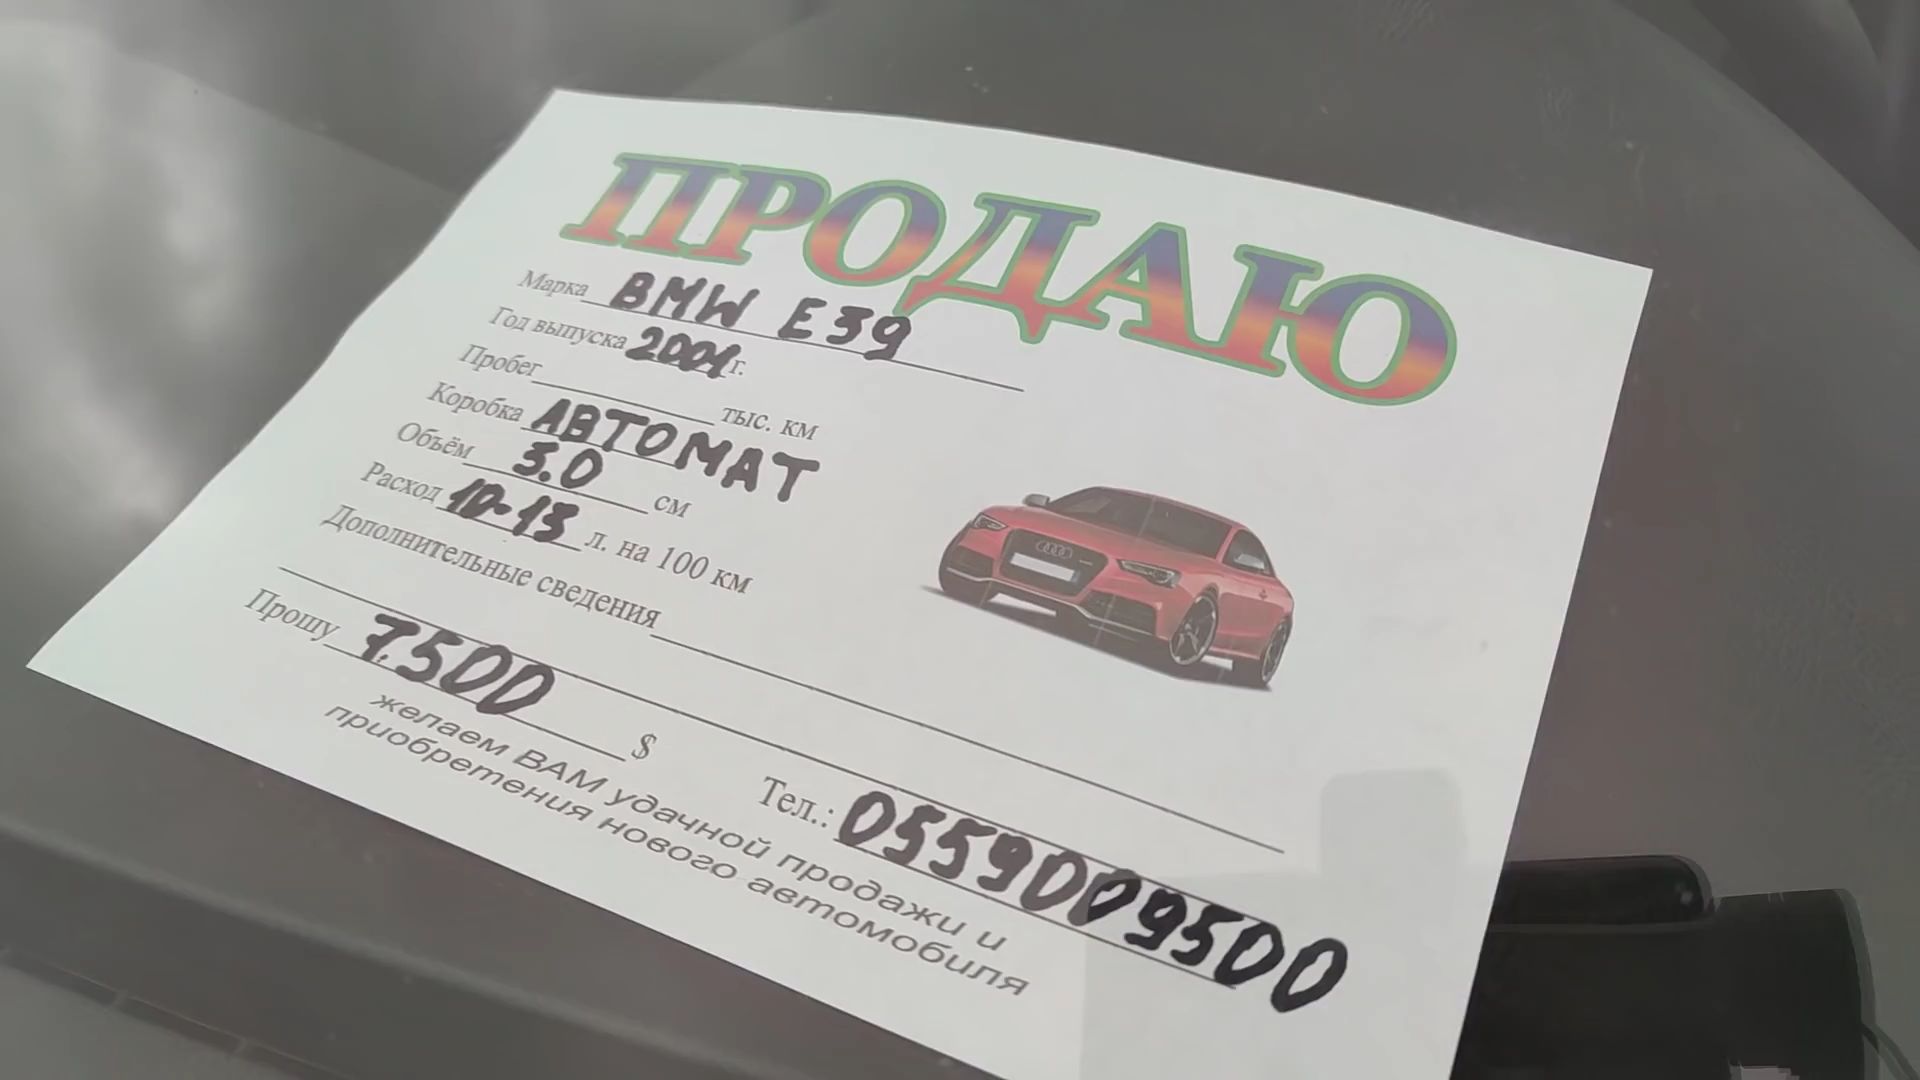 ПРОДАЮ
Марка BMW E39
Год выпуска 2001 г.
Пробег тыс. км
Коробка АВТОМАТ
Объём 3.0 см
Расход 10-13 л. на 100 км
Дополнительные сведения
Прошу 7.500 $
Тел.: 0559009500
желаем ВАМ удачной продажи и
приобретения нового автомобиля